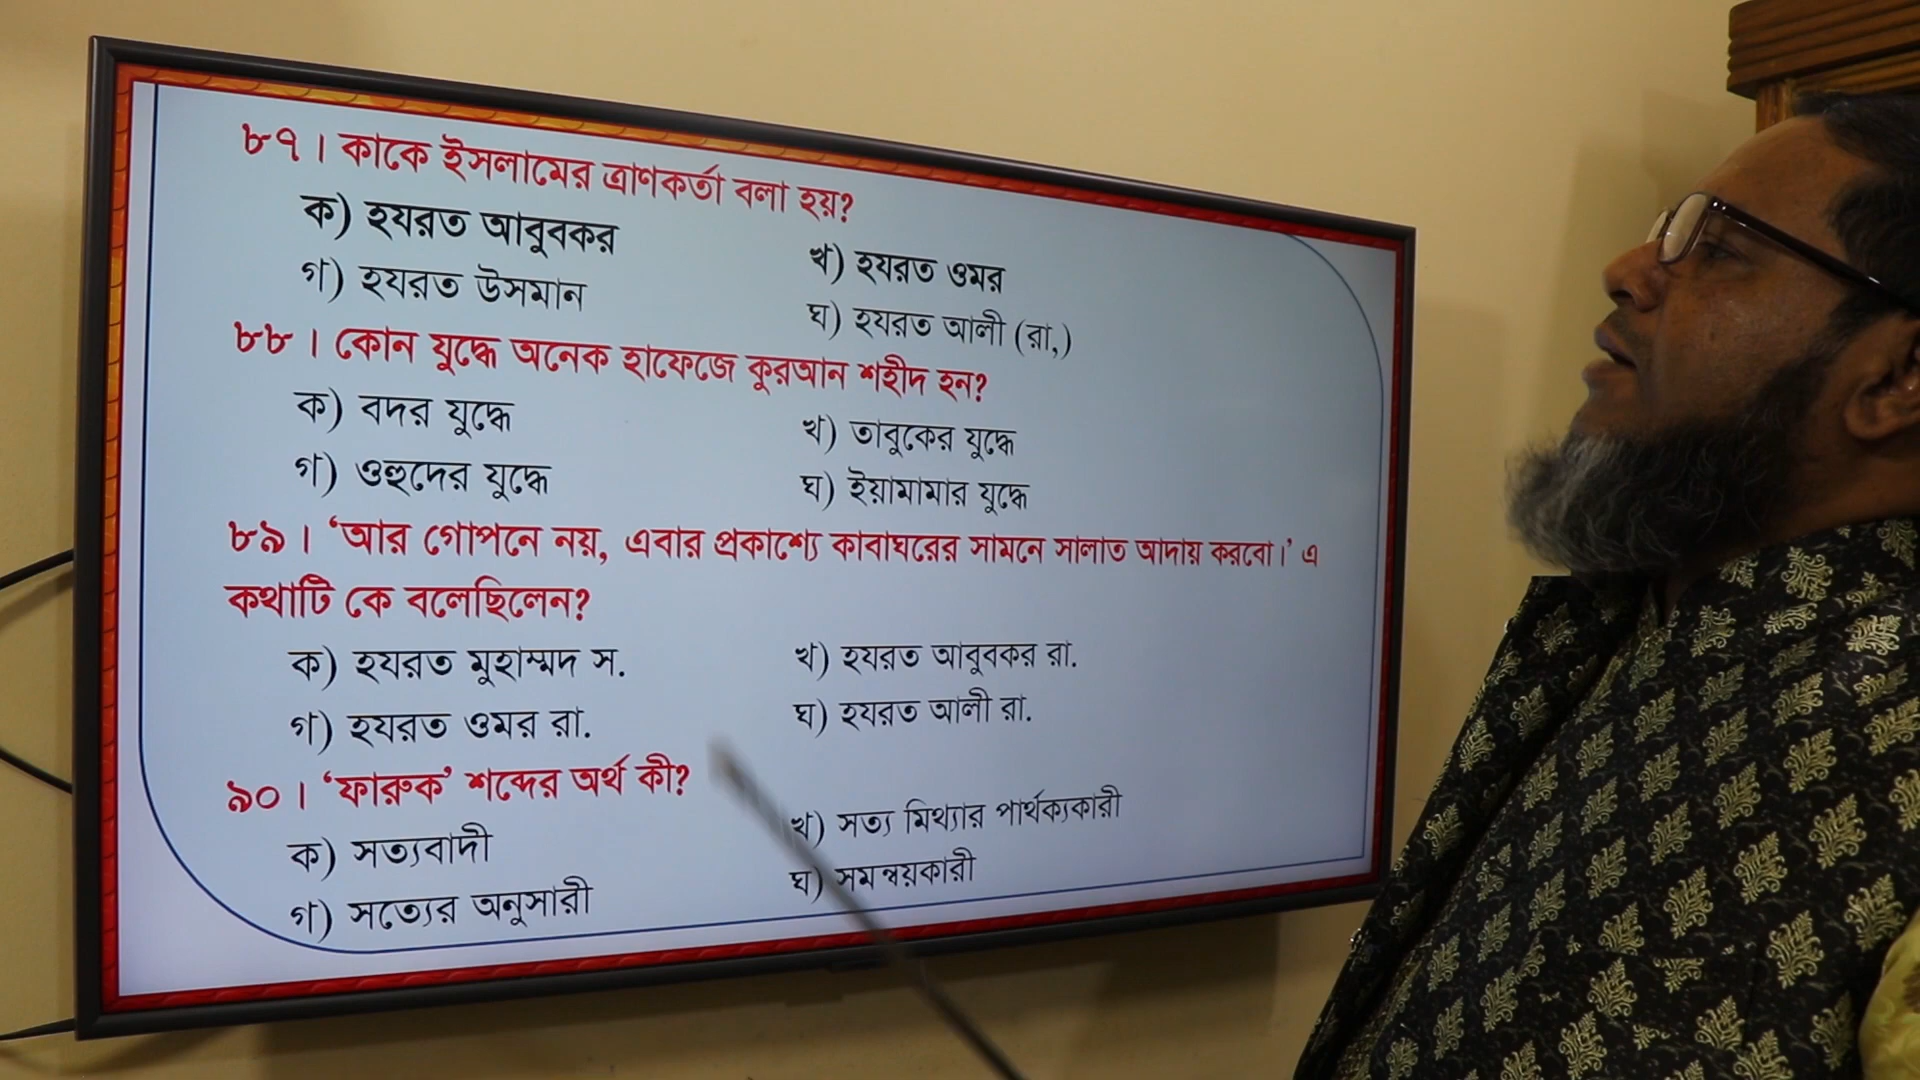 ৮৭। কাকে ইসলামের ত্রাণকর্তা বলা হয়?
ক) হযরত আবুবকর খ) হযরত ওমর
গ) হযরত উসমান ঘ) হযরত আলী (রা,)
৮৮। কোন যুদ্ধে অনেক হাফেজে কুরআন শহীদ হন?
ক) বদর যুদ্ধে খ) তাবুকের যুদ্ধে
গ) ওহুদের যুদ্ধে ঘ) ইয়ামামার যুদ্ধে
৮৯। ‘আর গোপনে নয়, এবার প্রকাশ্যে কাবাঘরের সামনে সালাত আদায় করবো।’ এ
কথাটি কে বলেছিলেন?
ক) হযরত মুহাম্মদ স. খ) হযরত আবুবকর রা.
গ) হযরত ওমর রা. ঘ) হযরত আলী রা.
৯০। ‘ফারুক’ শব্দের অর্থ কী?
ক) সত্যবাদী খ) সত্য মিথ্যার পার্থক্যকারী
গ) সত্যের অনুসারী ঘ) সমন্বয়কারী